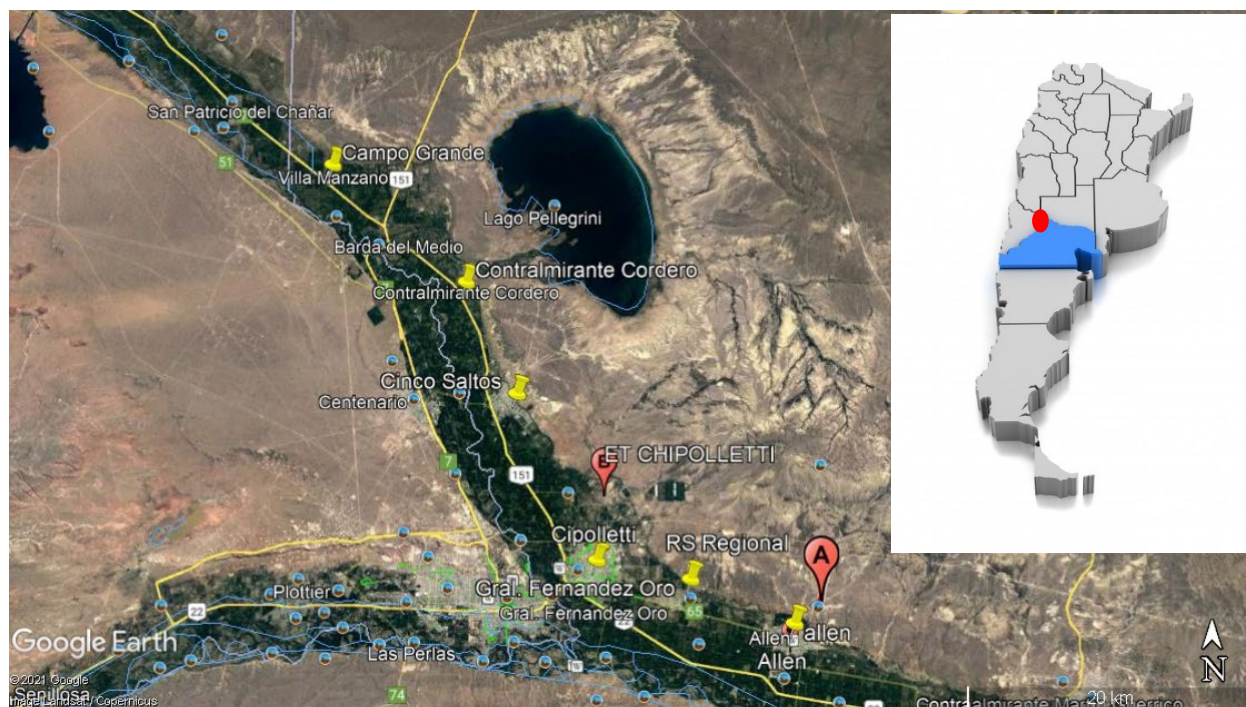 San Patricio del Chañar
51
Campo Grande
Villa Manzano
151
Lago Pellegrini
Barda del Medio
Contralmirante Cordero
Contralmirante Cordero
7
Cinco Saltos
Centenario
ET CHIPOLLETTI
B
7
151
Cipolletti
RS Regional
A
Plottier
Gral. Fernandez Oro
Gral. Fernandez Oro
65
22
22
allen
Allen
Allen
Google Earth
Las Perlas
N
©2021 Google
Image Landsat / Copernicus
Senillosa
74
20 km